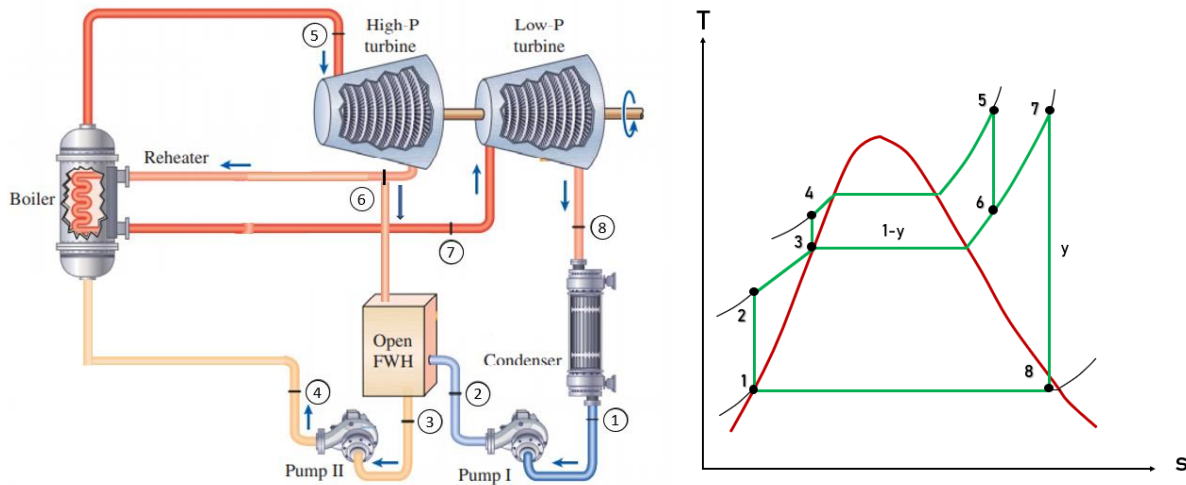 High-P
turbine
Low-P
turbine
5
Reheater
Boiler
6
7
8
Open
FWH
Condenser
4
3
2
1
Pump II
Pump I
T
5
7
4
6
3
1-y
y
2
1
8
s